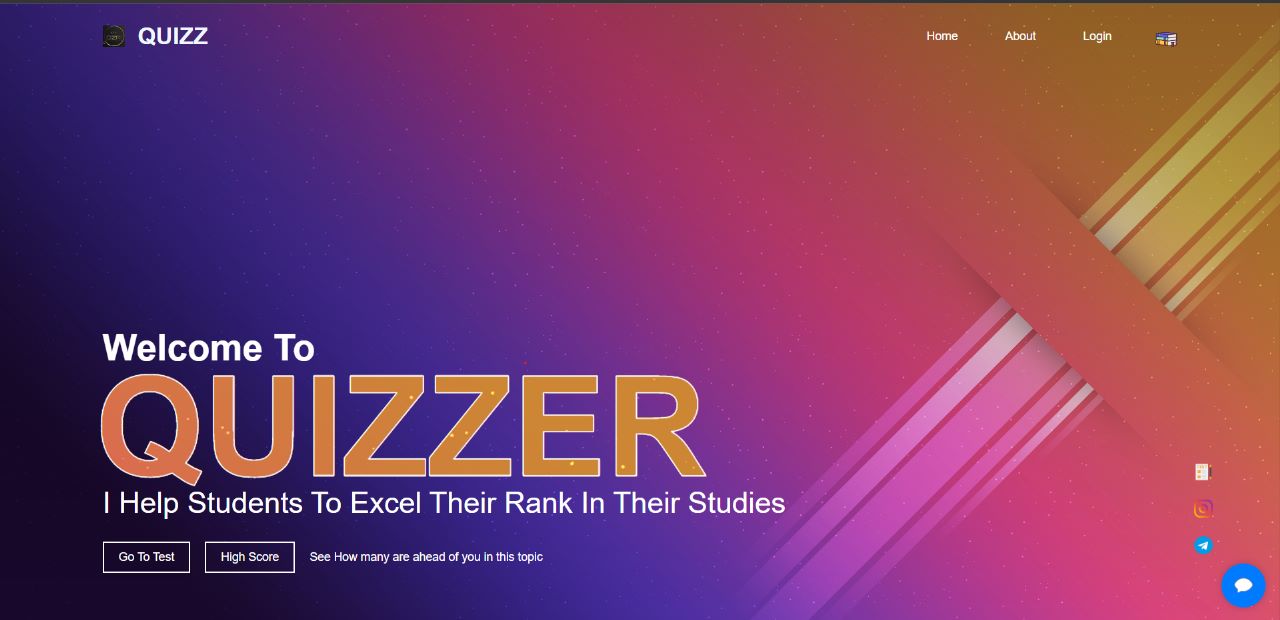 QUIZZ
Home
About
Login
Welcome To
QUIZZER
I Help Students To Excel Their Rank In Their Studies
Go To Test
High Score
See How many are ahead of you in this topic